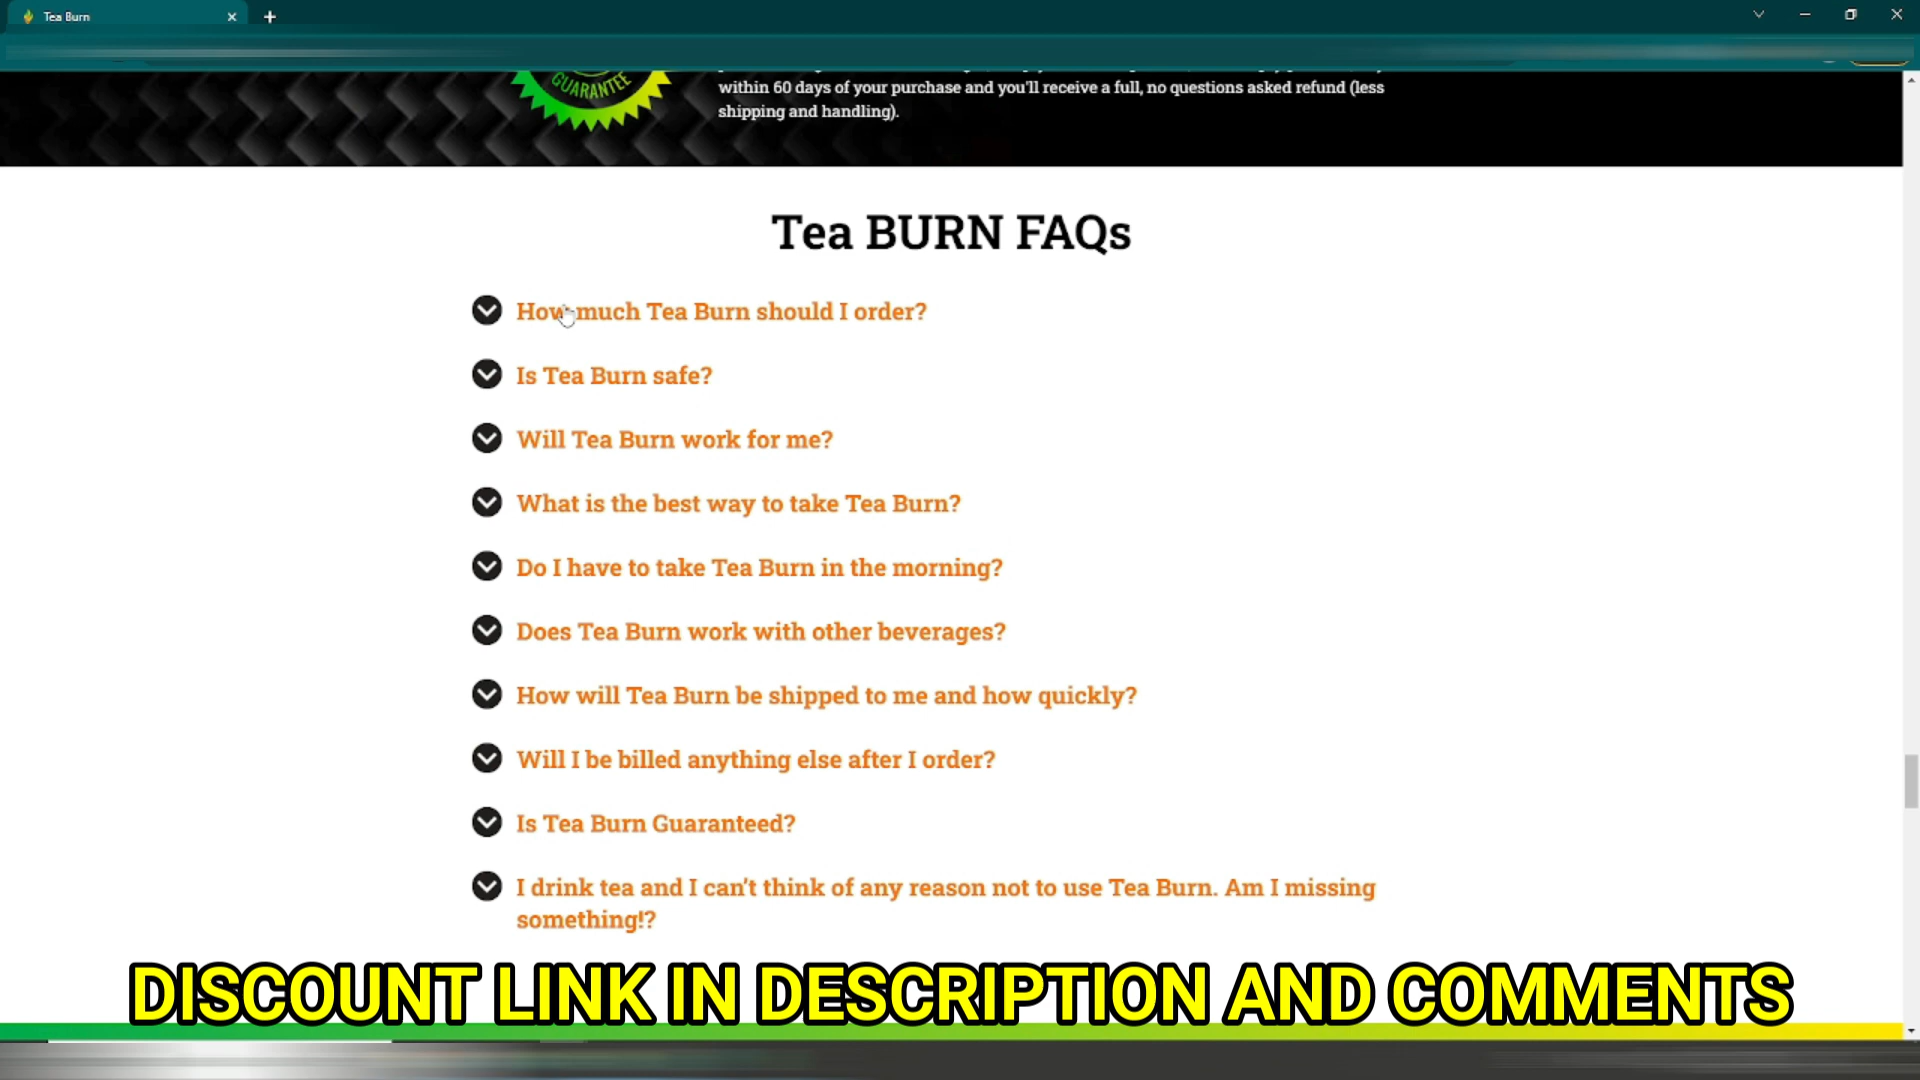 Tea Burn
GUARANTEE
within 60 days of your purchase and you'll receive a full, no questions asked refund (less
shipping and handling).
Tea BURN FAQs
How much Tea Burn should I order?
Is Tea Burn safe?
Will Tea Burn work for me?
What is the best way to take Tea Burn?
Do I have to take Tea Burn in the morning?
Does Tea Burn work with other beverages?
How will Tea Burn be shipped to me and how quickly?
Will I be billed anything else after I order?
Is Tea Burn Guaranteed?
I drink tea and I can't think of any reason not to use Tea Burn. Am I missing
something!?
DISCOUNT LINK IN DESCRIPTION AND COMMENTS